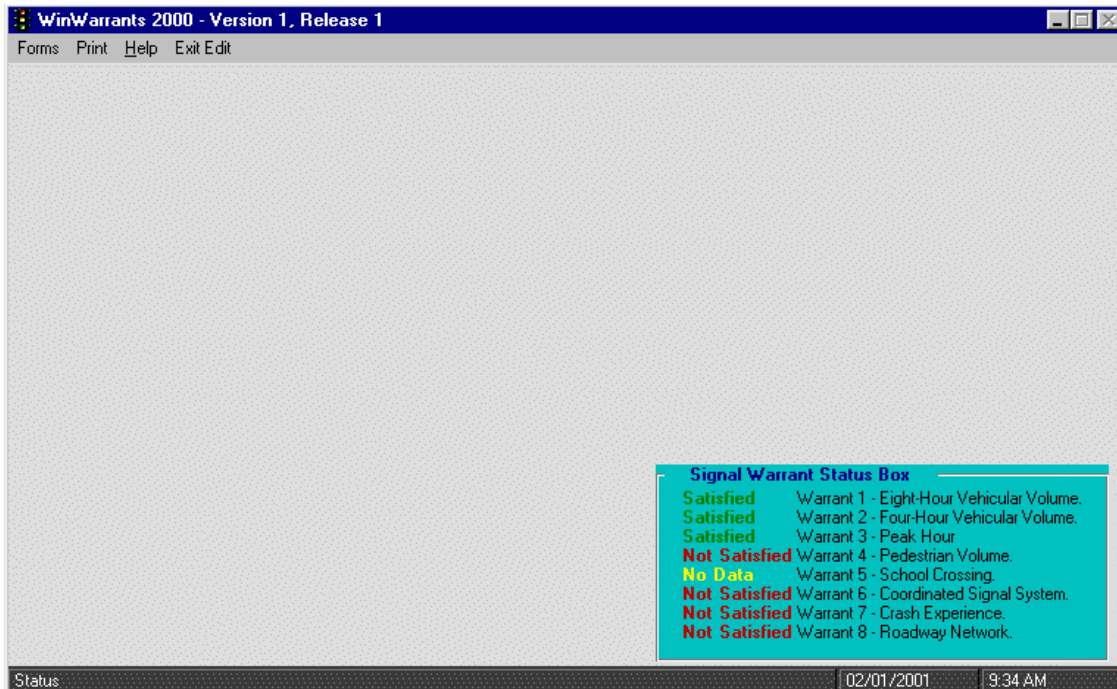 WinWarrants 2000 - Version 1, Release 1
Forms Print Help Exit Edit
Signal Warrant Status Box
Satisfied Warrant 1 - Eight-Hour Vehicular Volume.
Satisfied Warrant 2 - Four-Hour Vehicular Volume.
Satisfied Warrant 3 - Peak Hour
Not Satisfied Warrant 4 - Pedestrian Volume.
No Data Warrant 5 - School Crossing.
Not Satisfied Warrant 6 - Coordinated Signal System.
Not Satisfied Warrant 7 - Crash Experience.
Not Satisfied Warrant 8 - Roadway Network.
Status 02/01/2001 9:34 AM